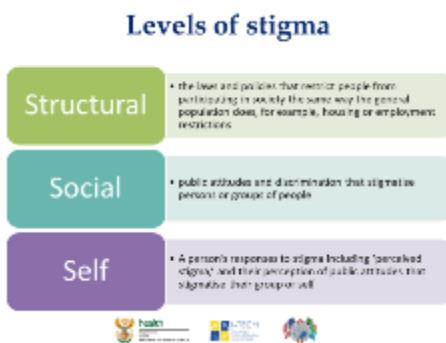 Levels of stigma
Structural
• the laws and policies that restrict people from
participating in society the same way the general
population does, for example, housing or employment
restrictions
Social
• public attitudes and discrimination that stigmatise
persons or groups of people
Self
• A person's responses to stigma including 'perceived
stigma,' and their perception of public attitudes that
stigmatise their group or self
health
I-TECH